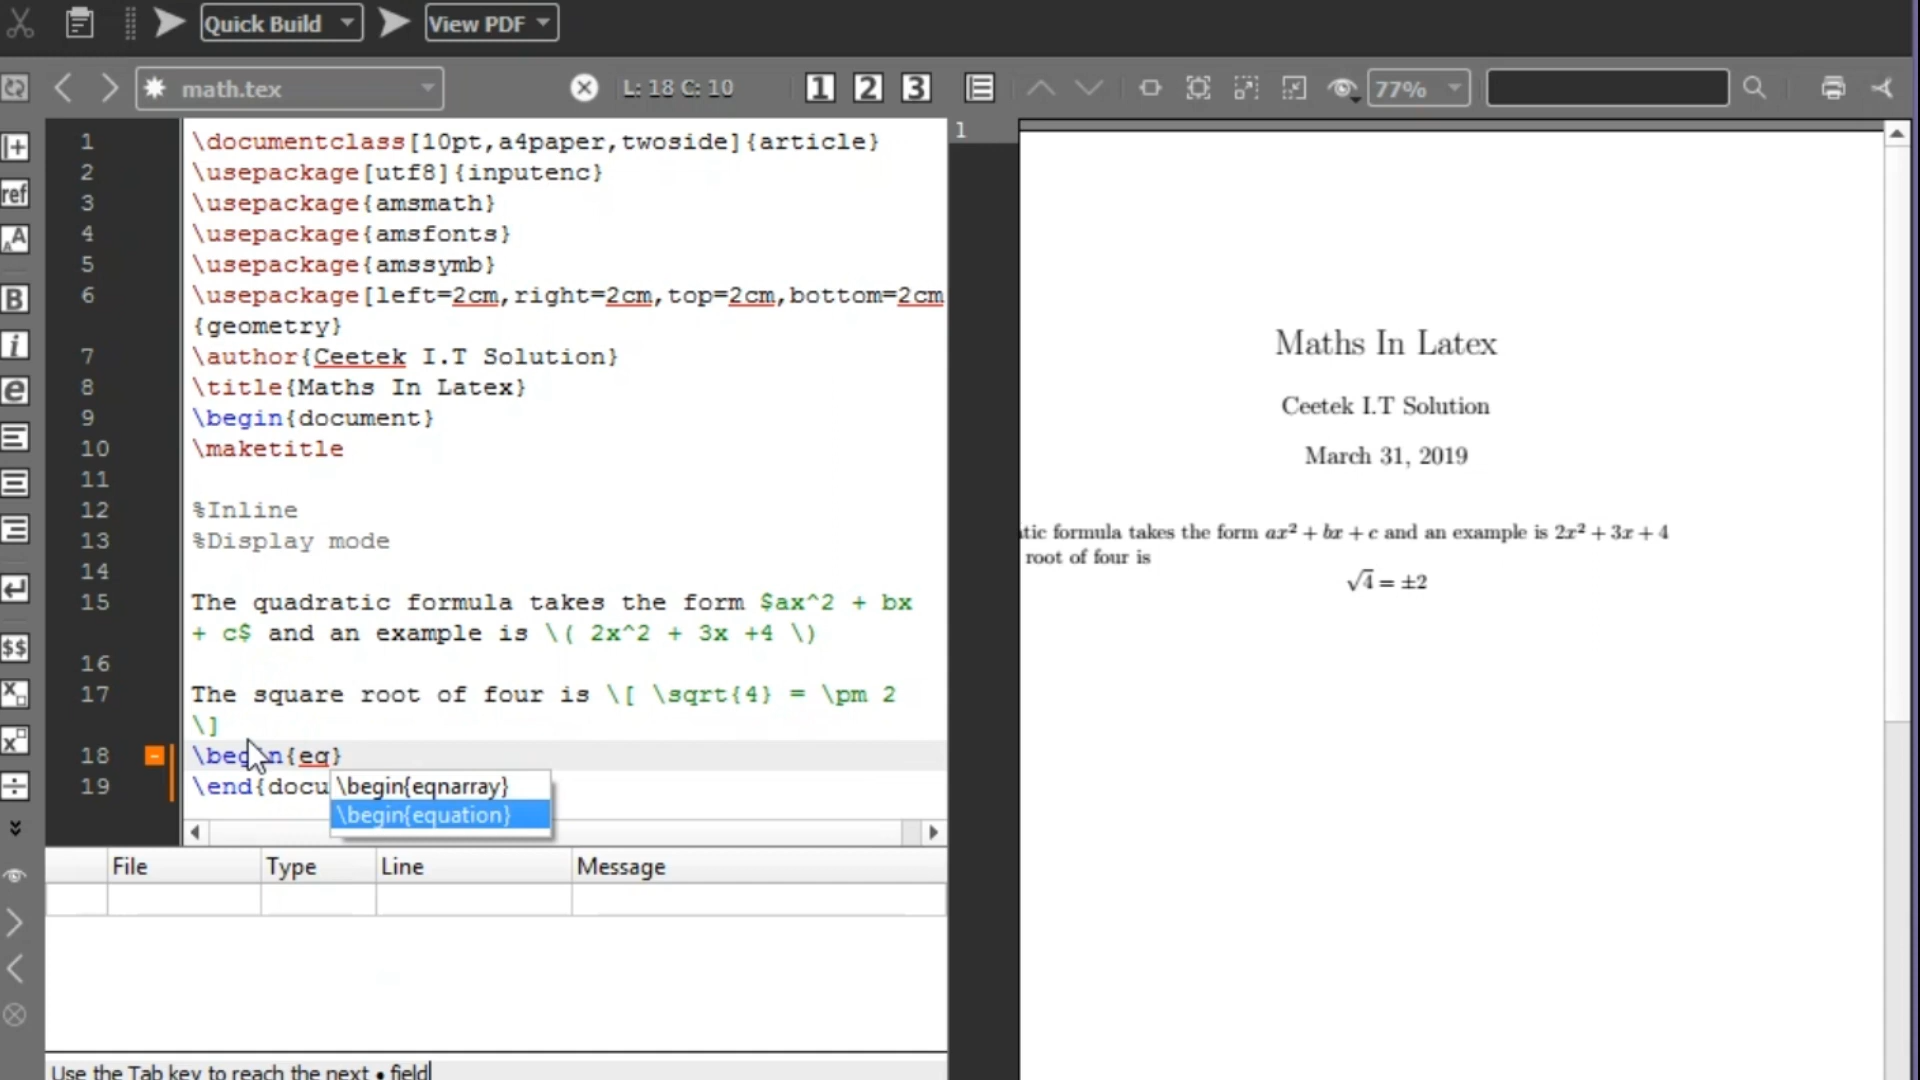 Quick Build View PDF
math.tex L: 18 C: 10 1 2 3 77%
1 \documentclass[10pt,a4paper,twoside]{article}
2 \usepackage[utf8]{inputenc}
3 \usepackage{amsmath}
4 \usepackage{amsfonts}
5 \usepackage{amssymb}
6 \usepackage[left=2cm,right=2cm,top=2cm,bottom=2cm
{geometry}
7 \author{Ceetek I.T Solution}
8 \title{Maths In Latex}
9 \begin{document}
10 \maketitle
11
12 %Inline
13 %Display mode
14
15 The quadratic formula takes the form $ax^2 + bx
+ c$ and an example is \( 2x^2 + 3x +4 \)
16
17 The square root of four is \[ \sqrt{4} = \pm 2
\]
18 \begin{eq}
19 \end{docu
\begin{eqnarray}
\begin{equation}
File Type Line Message
Use the Tab key to reach the next • field
ref
A A
B
i
e
$$
x
x
÷
1
Maths In Latex
Ceetek I.T Solution
March 31, 2019
tic formula takes the form ax² + bx + c and an example is 2x² + 3x + 4
root of four is
√4 = ±2